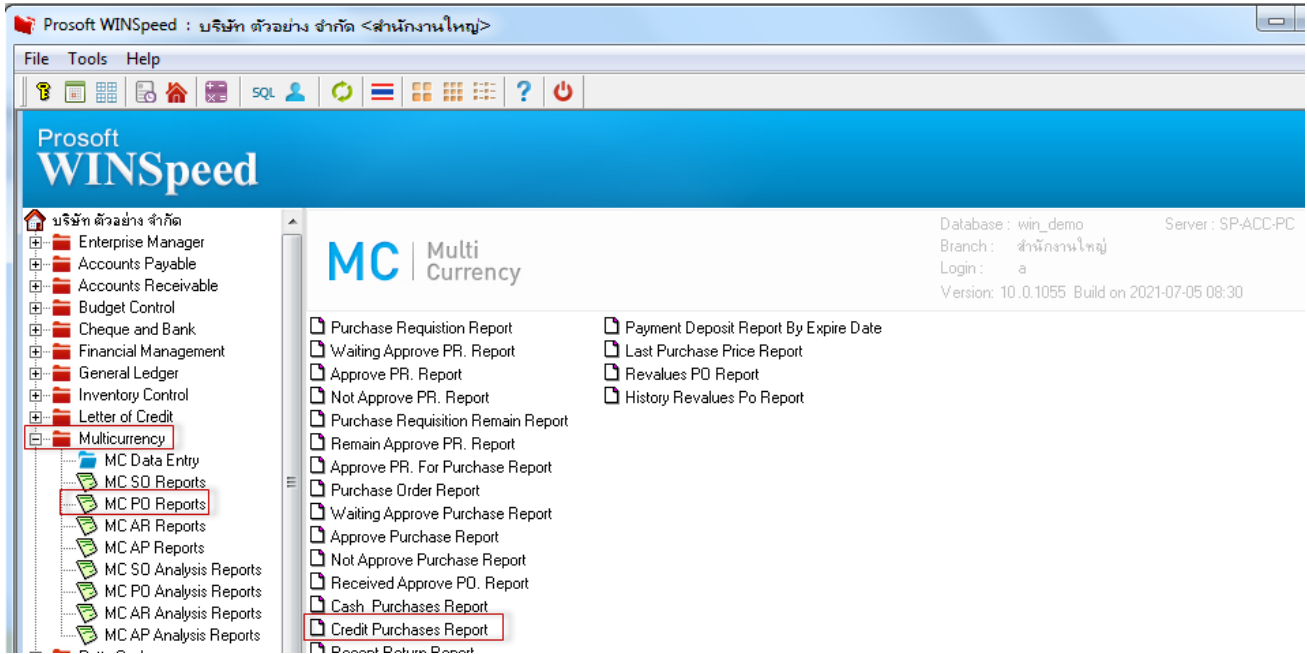 Prosoft WINSpeed : บริษัท ตัวอย่าง จำกัด <สำนักงานใหญ่>
File Tools Help
SQL
?
Prosoft
WINSpeed
บริษัท ตัวอย่าง จำกัด
Enterprise Manager
Accounts Payable
Accounts Receivable
Budget Control
Cheque and Bank
Financial Management
General Ledger
Inventory Control
Letter of Credit
Multicurrency
MC Data Entry
MC SO Reports
MC PO Reports
MC AR Reports
MC AP Reports
MC SO Analysis Reports
MC PO Analysis Reports
MC AR Analysis Reports
MC AP Analysis Reports
MC Multi
Currency
Database : win_demo Server : SP-ACC-PC
Branch : สำนักงานใหญ่
Login : a
Version: 10.0.1055 Build on 2021-07-05 08:30
Purchase Requistion Report
Waiting Approve PR. Report
Approve PR. Report
Not Approve PR. Report
Purchase Requisition Remain Report
Remain Approve PR. Report
Approve PR. For Purchase Report
Purchase Order Report
Waiting Approve Purchase Report
Approve Purchase Report
Not Approve Purchase Report
Received Approve PO. Report
Cash Purchases Report
Credit Purchases Report
Payment Deposit Report By Expire Date
Last Purchase Price Report
Revalues PO Report
History Revalues Po Report